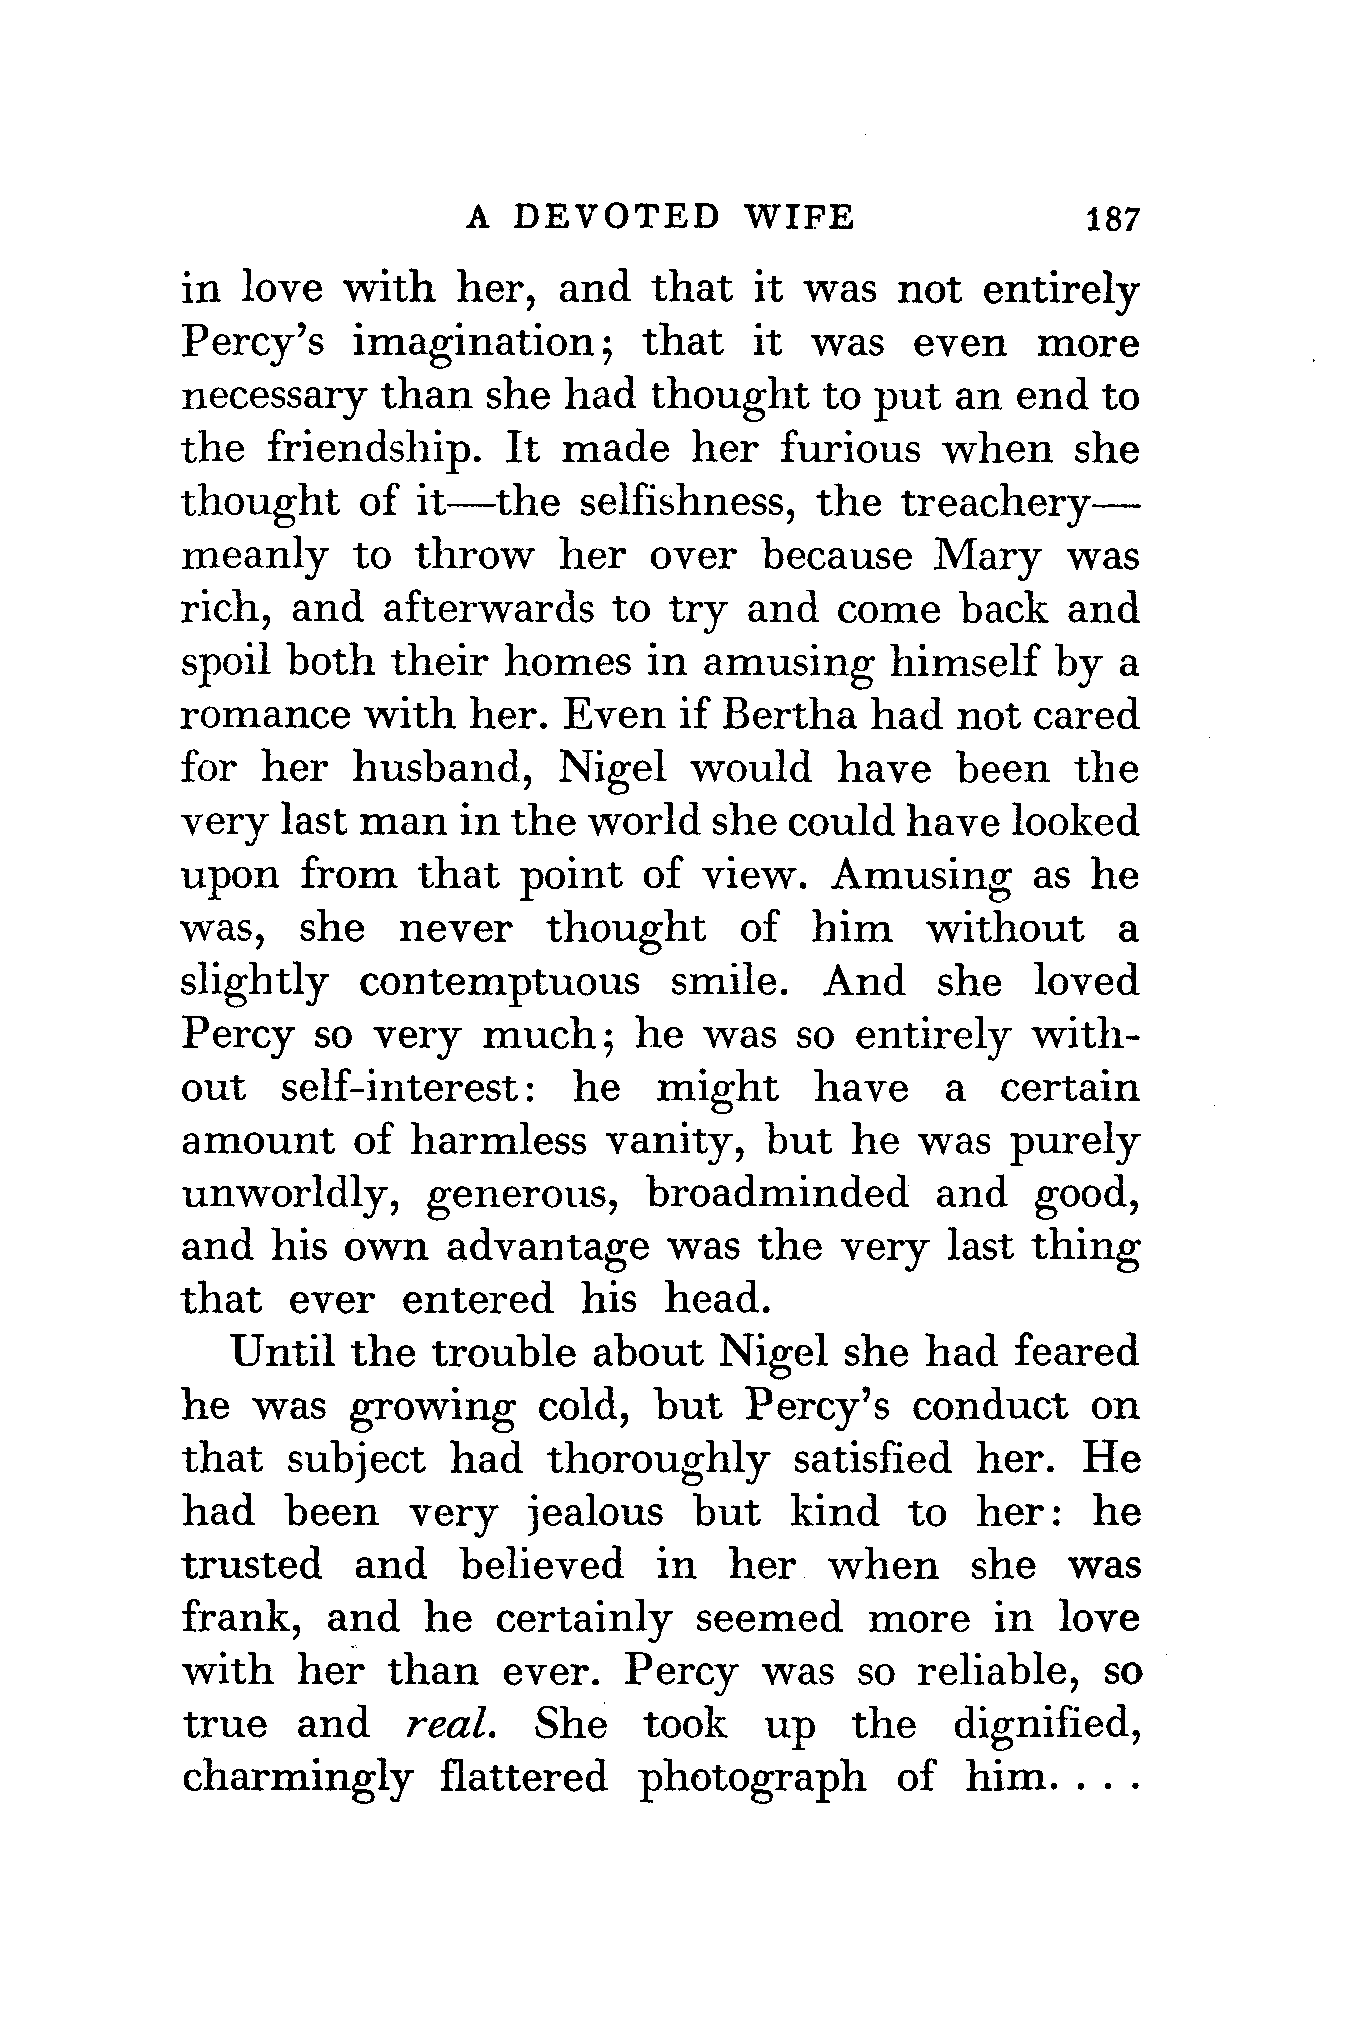 A DEVOTED WIFE 187
in love with her, and that it was not entirely
Percy's imagination; that it was even more
necessary than she had thought to put an end to
the friendship. It made her furious when she
thought of it—the selfishness, the treachery—
meanly to throw her over because Mary was
rich, and afterwards to try and come back and
spoil both their homes in amusing himself by a
romance with her. Even if Bertha had not cared
for her husband, Nigel would have been the
very last man in the world she could have looked
upon from that point of view. Amusing as he
was, she never thought of him without a
slightly contemptuous smile. And she loved
Percy so very much; he was so entirely with-
out self-interest: he might have a certain
amount of harmless vanity, but he was purely
unworldly, generous, broadminded and good,
and his own advantage was the very last thing
that ever entered his head.
Until the trouble about Nigel she had feared
he was growing cold, but Percy's conduct on
that subject had thoroughly satisfied her. He
had been very jealous but kind to her: he
trusted and believed in her when she was
frank, and he certainly seemed more in love
with her than ever. Percy was so reliable, so
true and real. She took up the dignified,
charmingly flattered photograph of him. . . .